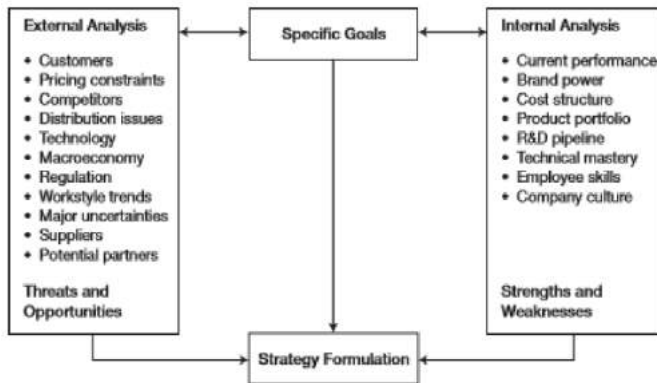 External Analysis
• Customers
• Pricing constraints
• Competitors
• Distribution issues
• Technology
• Macroeconomy
• Regulation
• Workstyle trends
• Major uncertainties
• Suppliers
• Potential partners
Threats and
Opportunities
Specific Goals
Internal Analysis
• Current performance
• Brand power
• Cost structure
• Product portfolio
• R&D pipeline
• Technical mastery
• Employee skills
• Company culture
Strengths and
Weaknesses
Strategy Formulation